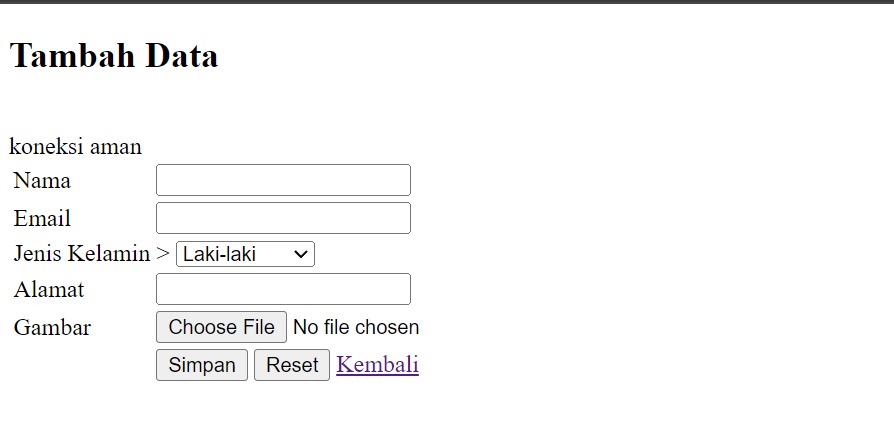 Tambah Data
koneksi aman
Nama
Email
Jenis Kelamin > Laki-laki
Alamat
Gambar Choose File No file chosen
Simpan Reset Kembali